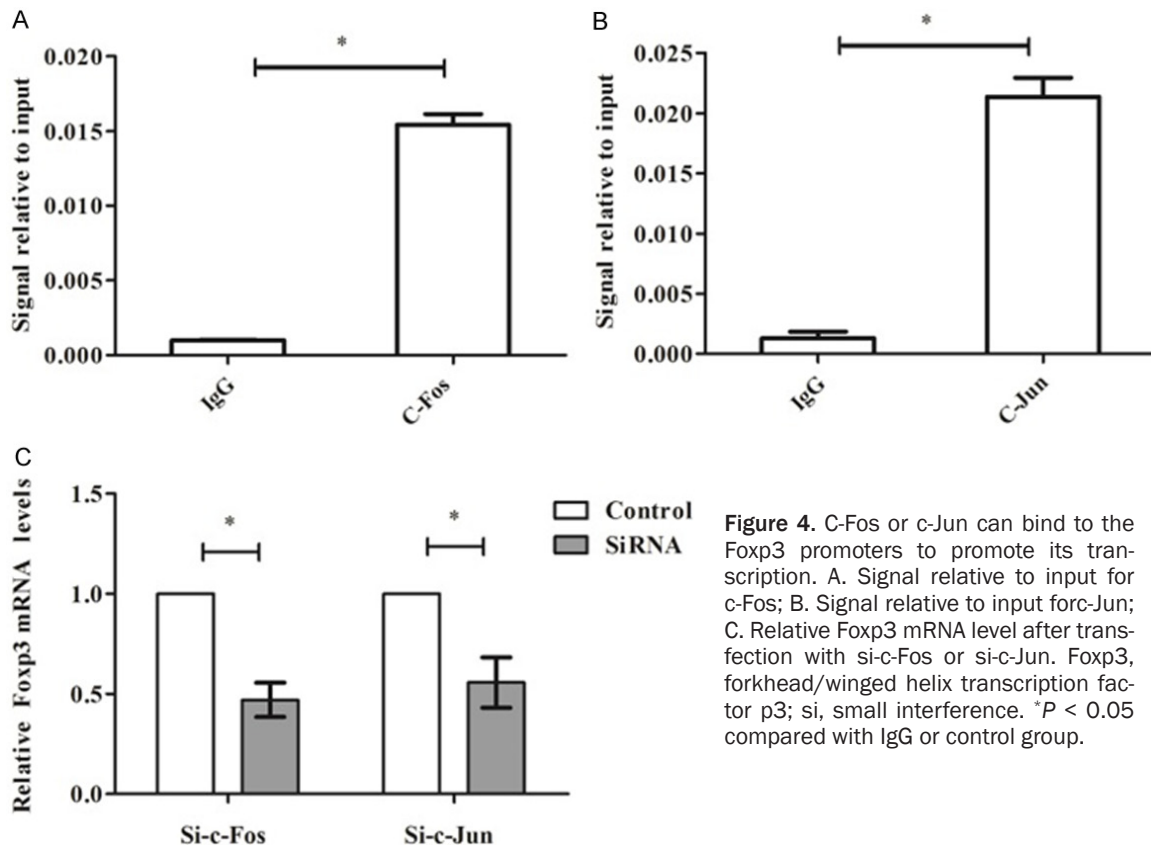 A
*
Signal relative to input
0.020
0.015
0.010
0.005
0.000
IgG
C-Fos
B
*
Signal relative to input
0.025
0.020
0.015
0.010
0.005
0.000
IgG
C-Jun
C
Relative Foxp3 mRNA levels
1.5
1.0
0.5
0.0
*
*
Si-c-Fos
Si-c-Jun
Control
SiRNA
Figure 4. C-Fos or c-Jun can bind to the
Foxp3 promoters to promote its tran-
scription. A. Signal relative to input for
c-Fos; B. Signal relative to input forc-Jun;
C. Relative Foxp3 mRNA level after trans-
fection with si-c-Fos or si-c-Jun. Foxp3,
forkhead/winged helix transcription fac-
tor p3; si, small interference. *P < 0.05
compared with IgG or control group.